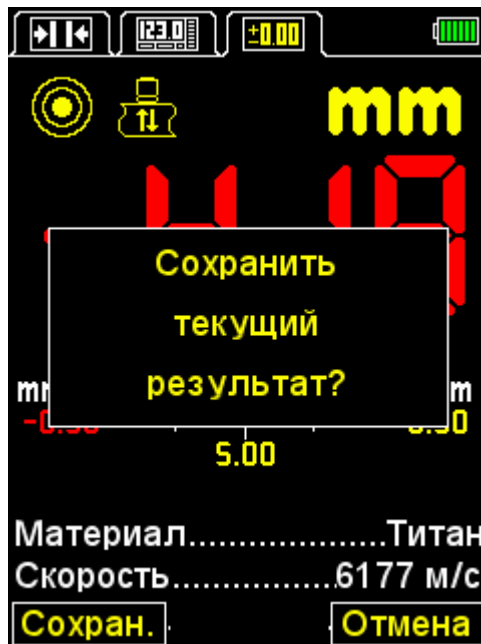 123.0 ±0.00
mm
Сохранить
текущий
результат?
5.00
Материал....................Титан
Скорость................6177 м/с
Сохран. Отмена